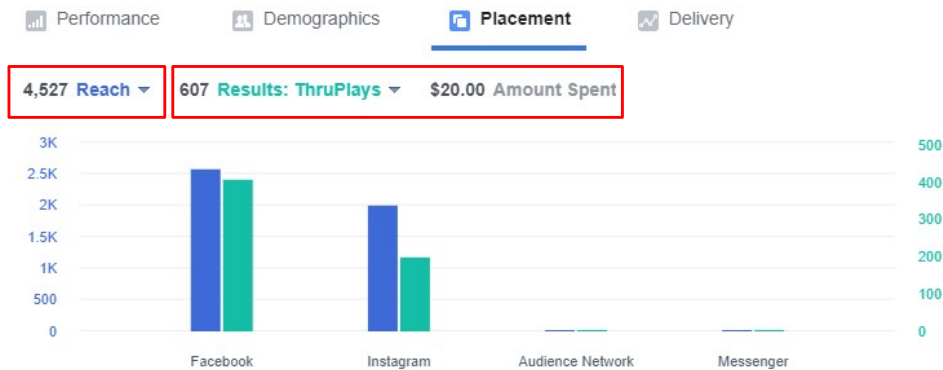 Performance Demographics Placement Delivery
4,527 Reach 607 Results: ThruPlays $20.00 Amount Spent
3K 500
2.5K 400
2K 300
1.5K 200
1K 100
500 0
0
Facebook Instagram Audience Network Messenger